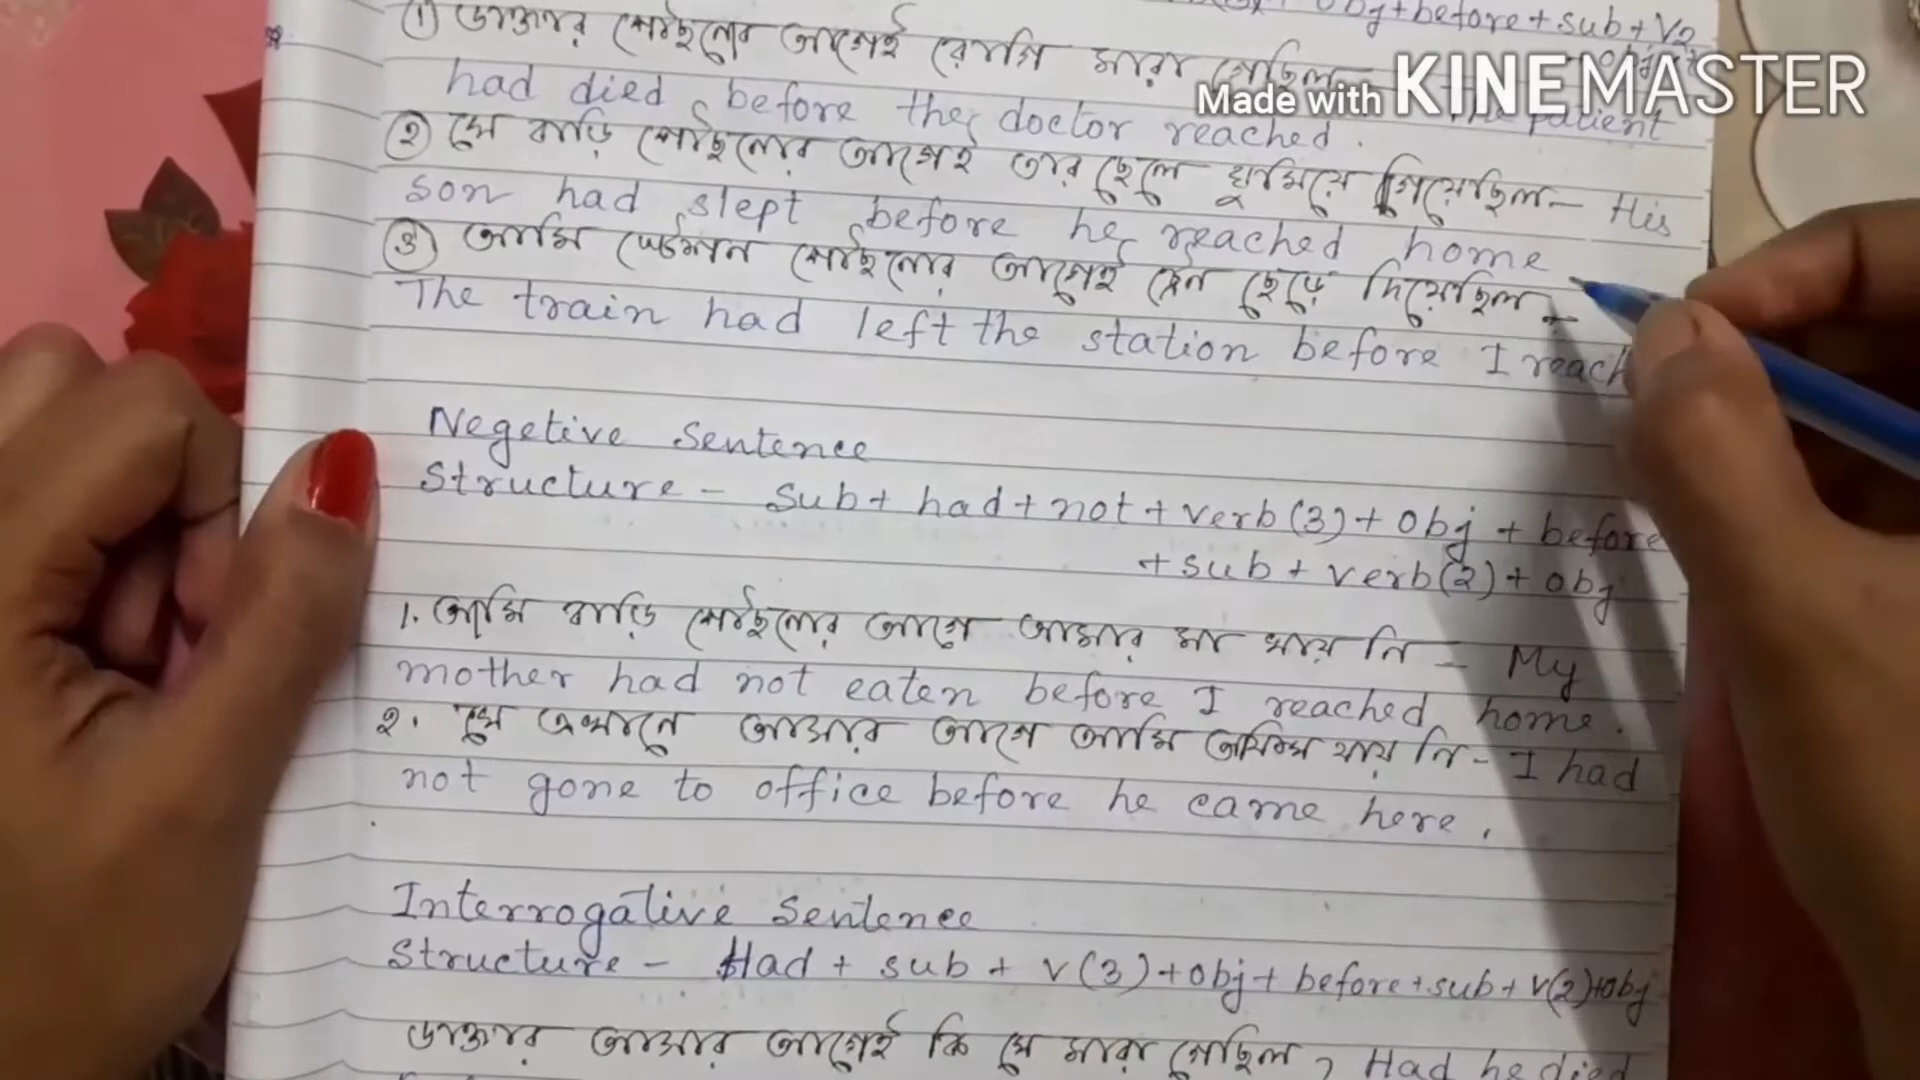 obj+before+sub+V2
① ডাক্তার পৌঁছানোর আগেই রোগি মারা গেছিল
Made with KINEMASTER
patient
had died before the doctor reached.
② সে বাড়ি পৌঁছানোর আগেই তার ছেলে ঘুমিয়ে গিয়েছিল – His
son had slept before he reached home
③ আমি স্টেশন পৌঁছানোর আগেই ট্রেন ছেড়ে দিয়েছিল –
The train had left the station before I reach
Negetive Sentence
Structure – Sub + had + not + verb (3) + Obj + before
+ sub + verb (2) + obj
1. আমি বাড়ি পৌঁছানোর আগে আমার মা খায় নি – My
mother had not eaten before I reached home.
২. সে এখানে আসার আগে আমি অফিস যায় নি – I had
not gone to office before he came here.
Interrogative Sentence
Structure – Had + sub + v (3) + obj + before + sub + v(2)+obj
ডাক্তার আসার আগেই কি সে মারা গেছিল, Had he died